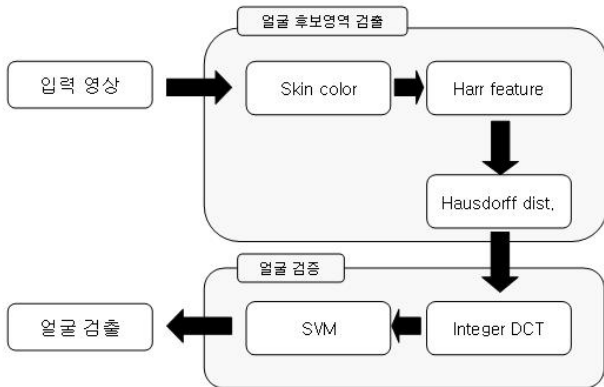 얼굴 후보영역 검출
입력 영상
Skin color
Harr feature
Hausdorff dist.
얼굴 검증
얼굴 검출
SVM
Integer DCT